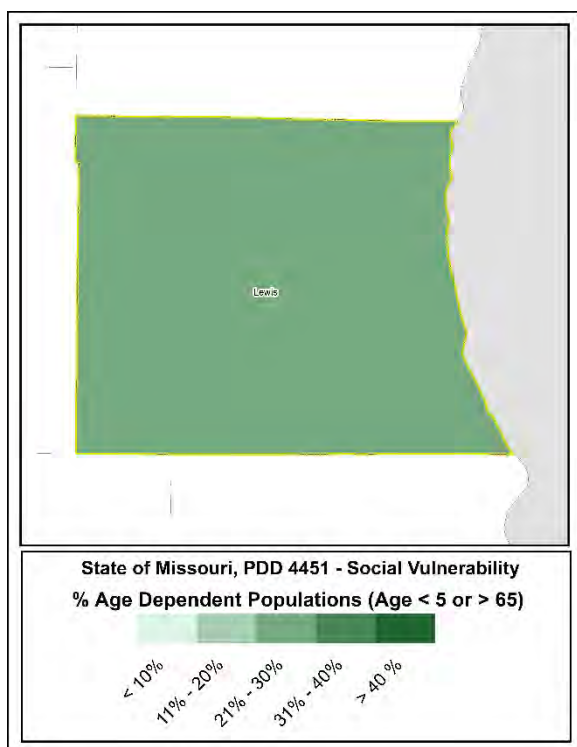 Lewis
State of Missouri, PDD 4451 - Social Vulnerability
% Age Dependent Populations (Age < 5 or > 65)
< 10%
11% - 20%
21% - 30%
31% - 40%
> 40 %